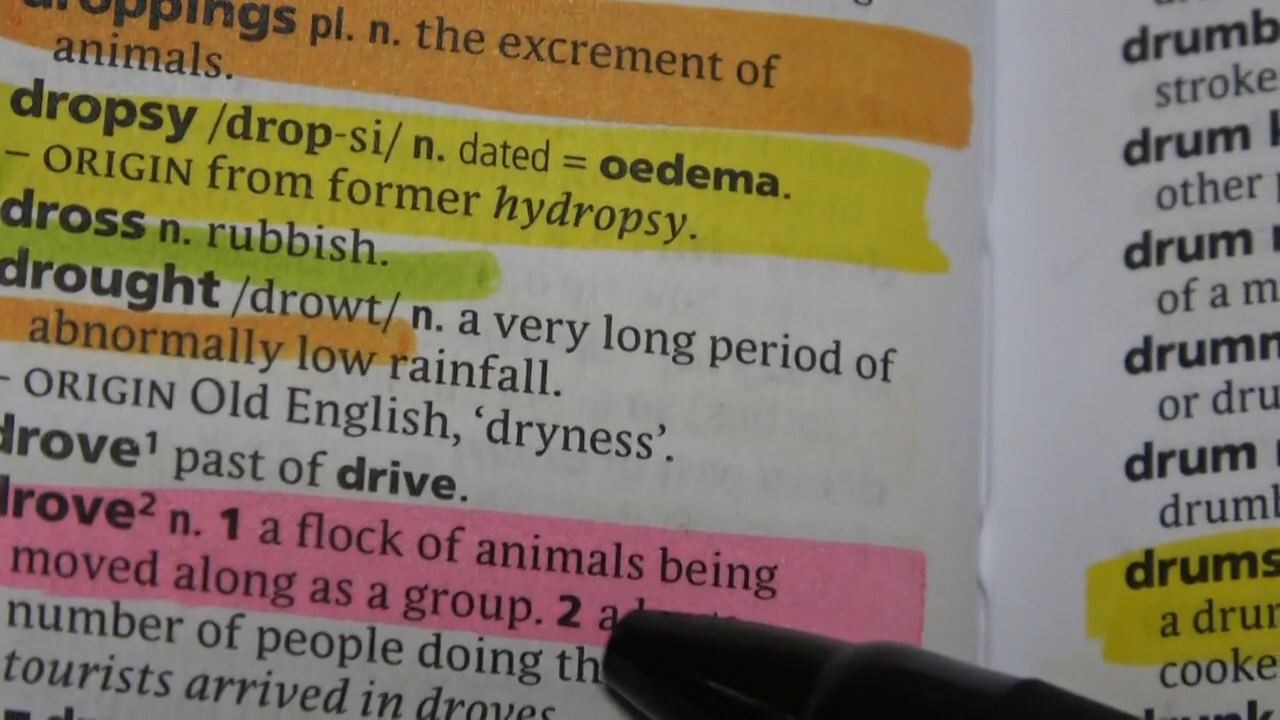 droppings pl. n. the excrement of
animals.
dropsy /drop-si/ n. dated = oedema.
– ORIGIN from former hydropsy.
dross n. rubbish.
drought /drowt/ n. a very long period of
abnormally low rainfall.
– ORIGIN Old English, ‘dryness’.
drove¹ past of drive.
drove² n. 1 a flock of animals being
moved along as a group. 2 a
number of people doing th
tourists arrived in droves
drumb
stroke
drum
other
drum
of a m
drumm
or dru
drum
drumb
drums
a drum
cooke